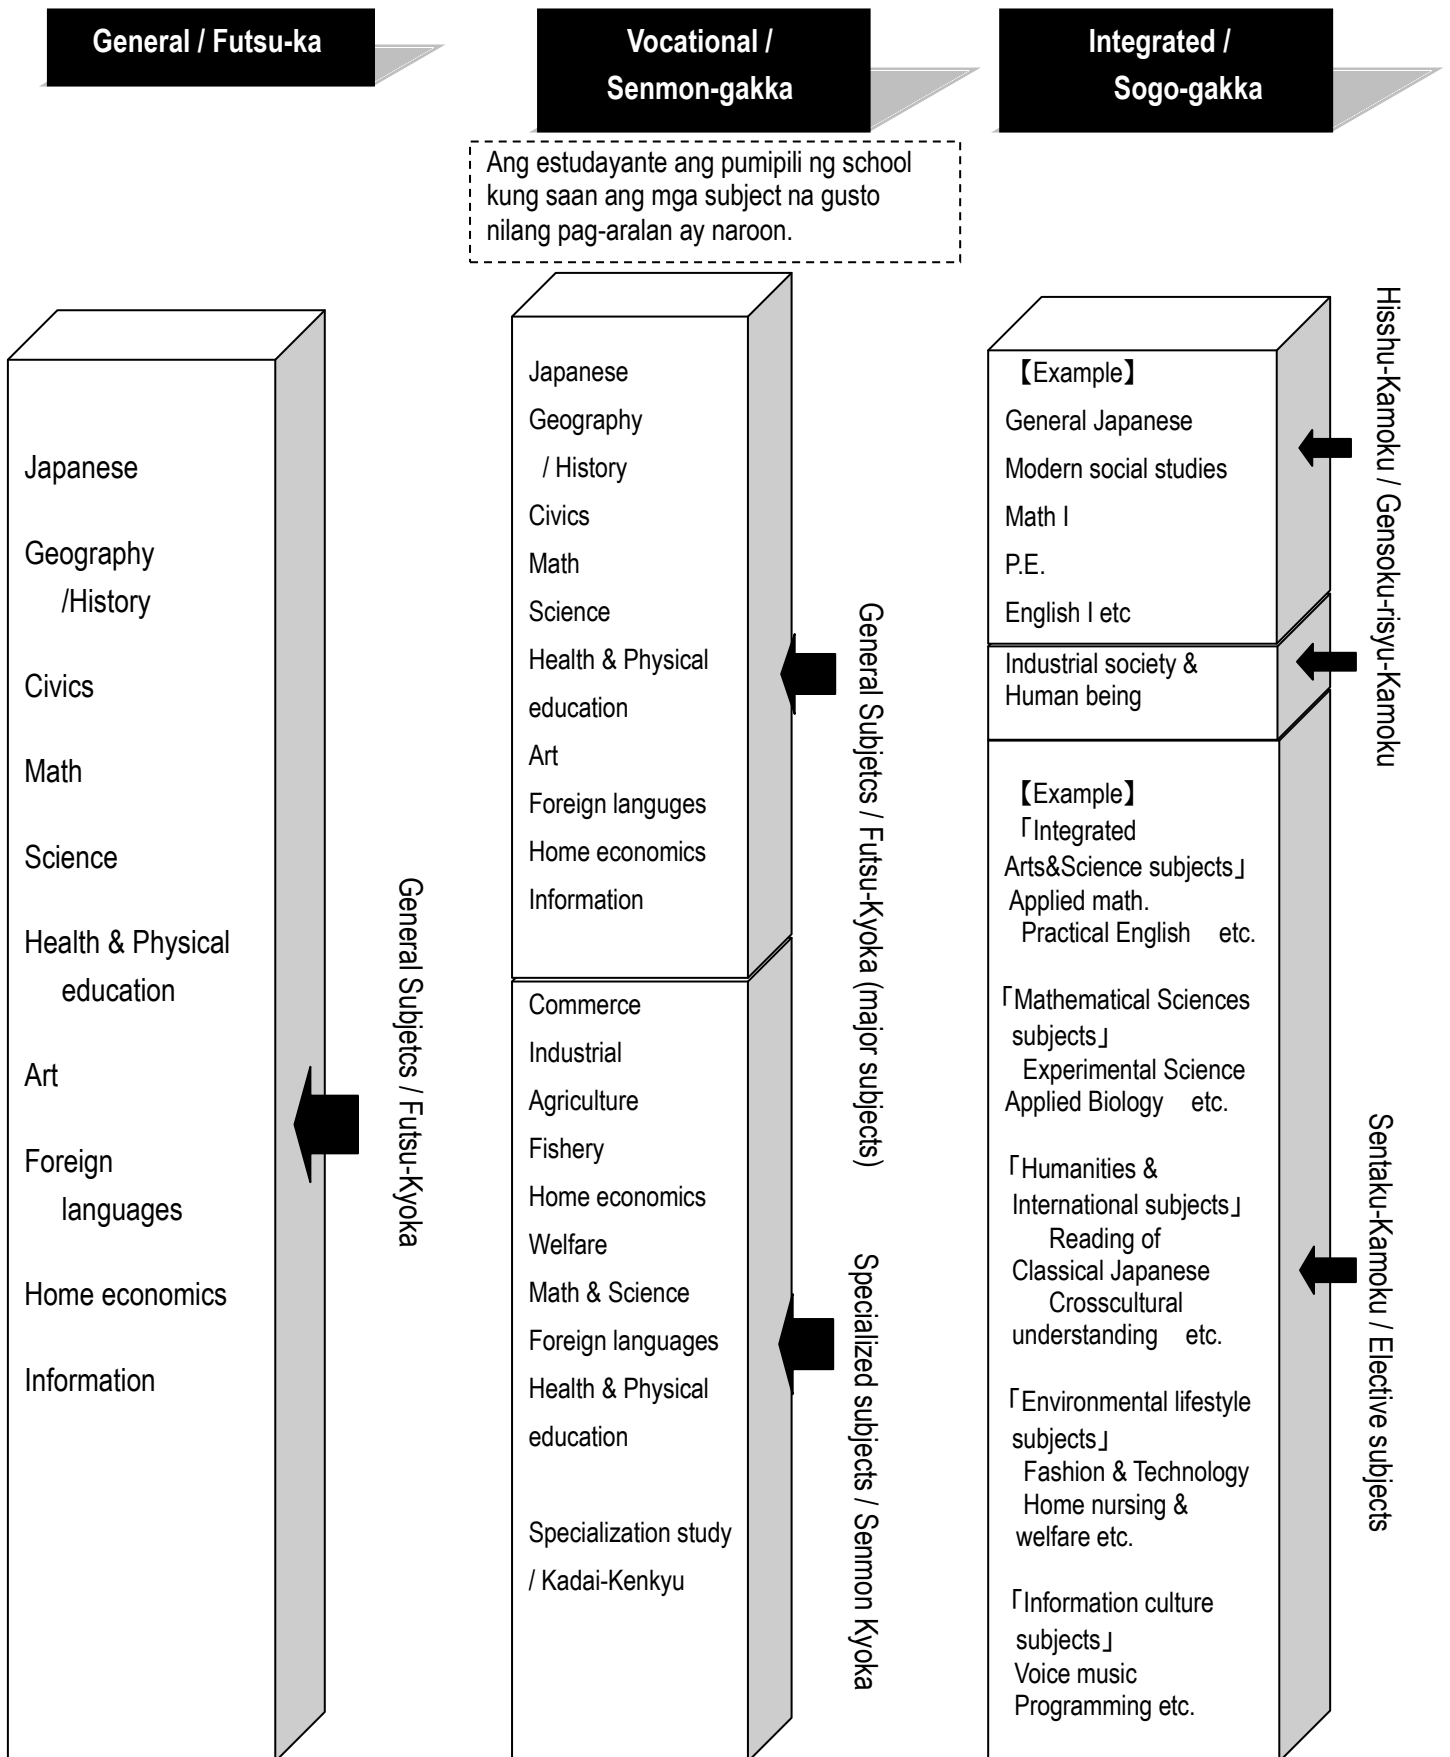 General / Futsu-ka
Vocational /
Senmon-gakka
Integrated /
Sogo-gakka
Ang estudayante ang pumipili ng school
kung saan ang mga subject na gusto
nilang pag-aralan ay naroon.
Japanese
Geography
/History
Civics
Math
Science
Health & Physical
education
Art
Foreign
languages
Home economics
Information
General Subjetcs / Futsu-Kyoka
Japanese
Geography
/ History
Civics
Math
Science
Health & Physical
education
Art
Foreign languges
Home economics
Information
General Subjetcs / Futsu-Kyoka (major subjects)
Commerce
Industrial
Agriculture
Fishery
Home economics
Welfare
Math & Science
Foreign languages
Health & Physical
education
Specialization study
/ Kadai-Kenkyu
Specialized subjects / Senmon Kyoka
【Example】
General Japanese
Modern social studies
Math I
P.E.
English I etc
Industrial society &
Human being
Hisshu-Kamoku / Gensoku-risyu-Kamoku
【Example】
「Integrated
Arts&Science subjects」
Applied math.
Practical English etc.
「Mathematical Sciences
subjects」
Experimental Science
Applied Biology etc.
「Humanities &
International subjects」
Reading of
Classical Japanese
Crosscultural
understanding etc.
「Environmental lifestyle
subjects」
Fashion & Technology
Home nursing &
welfare etc.
「Information culture
subjects」
Voice music
Programming etc.
Sentaku-Kamoku / Elective subjects